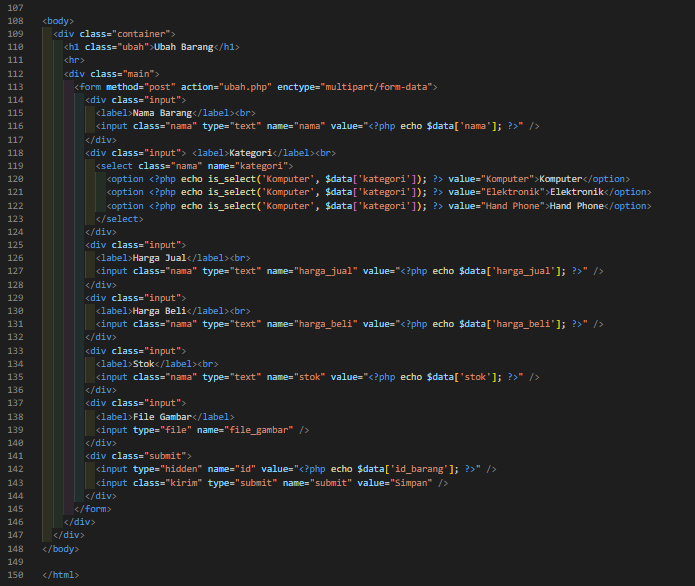 107
108 <body>
109 <div class="container">
110 <h1 class="ubah">Ubah Barang</h1>
111 <hr>
112 <div class="main">
113 <form method="post" action="ubah.php" enctype="multipart/form-data">
114 <div class="input">
115 <label>Nama Barang</label><br>
116 <input class="nama" type="text" name="nama" value="<?php echo $data['nama']; ?>" />
117 </div>
118 <div class="input"> <label>Kategori</label><br>
119 <select class="nama" name="kategori">
120 <option <?php echo is_select('Komputer', $data['kategori']); ?> value="Komputer">Komputer</option>
121 <option <?php echo is_select('Komputer', $data['kategori']); ?> value="Elektronik">Elektronik</option>
122 <option <?php echo is_select('Komputer', $data['kategori']); ?> value="Hand Phone">Hand Phone</option>
123 </select>
124 </div>
125 <div class="input">
126 <label>Harga Jual</label><br>
127 <input class="nama" type="text" name="harga_jual" value="<?php echo $data['harga_jual']; ?>" />
128 </div>
129 <div class="input">
130 <label>Harga Beli</label><br>
131 <input class="nama" type="text" name="harga_beli" value="<?php echo $data['harga_beli']; ?>" />
132 </div>
133 <div class="input">
134 <label>Stok</label><br>
135 <input class="nama" type="text" name="stok" value="<?php echo $data['stok']; ?>" />
136 </div>
137 <div class="input">
138 <label>File Gambar</label>
139 <input type="file" name="file_gambar" />
140 </div>
141 <div class="submit">
142 <input type="hidden" name="id" value="<?php echo $data['id_barang']; ?>" />
143 <input class="kirim" type="submit" name="submit" value="Simpan" />
144 </div>
145 </form>
146 </div>
147 </div>
148 </body>
149
150 </html>